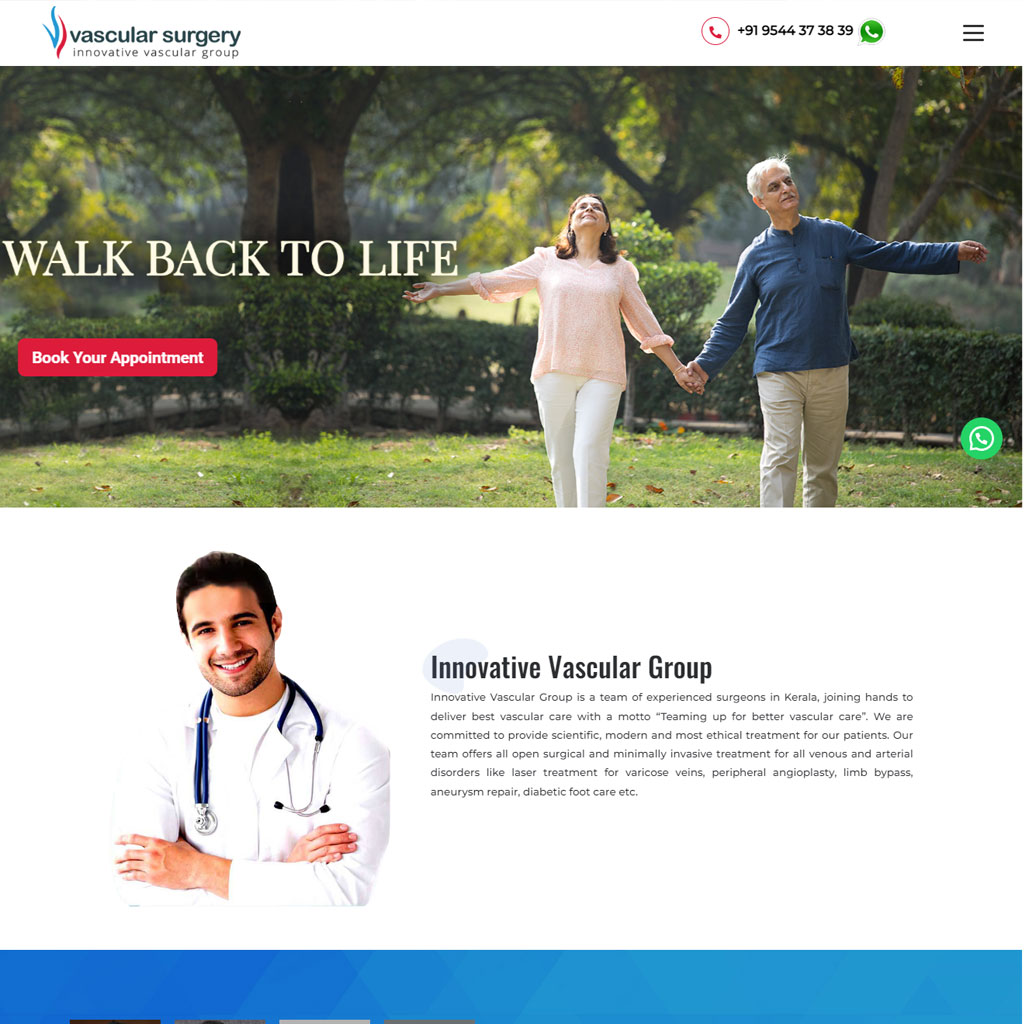 vascular surgery
innovative vascular group
+91 9544 37 38 39
WALK BACK TO LIFE
Book Your Appointment
Innovative Vascular Group
Innovative Vascular Group is a team of experienced surgeons in Kerala, joining hands to
deliver best vascular care with a motto “Teaming up for better vascular care”. We are
committed to provide scientific, modern and most ethical treatment for our patients. Our
team offers all open surgical and minimally invasive treatment for all venous and arterial
disorders like laser treatment for varicose veins, peripheral angioplasty, limb bypass,
aneurysm repair, diabetic foot care etc.